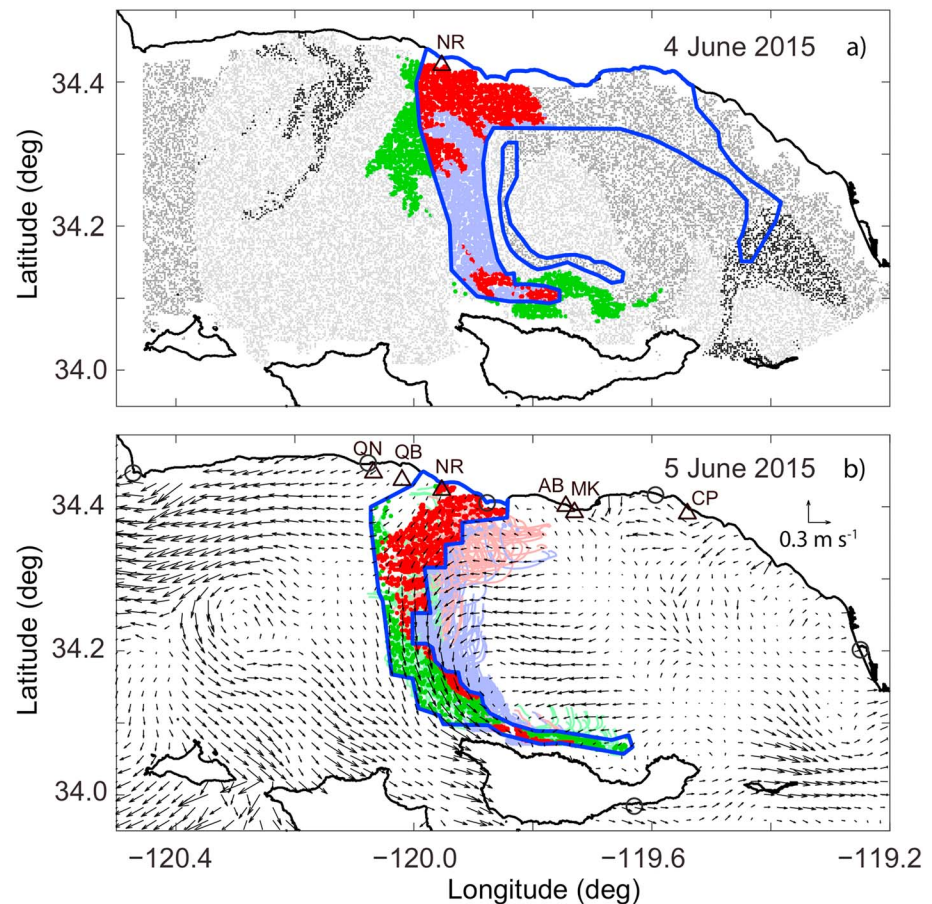 NR
4 June 2015 a)
34.4
34.2
34.0
Latitude (deg)
QN QB NR AB MK CP
5 June 2015 b)
0.3 m s⁻¹
34.4
34.2
34.0
Latitude (deg)
−120.4 −120.0 −119.6 −119.2
Longitude (deg)